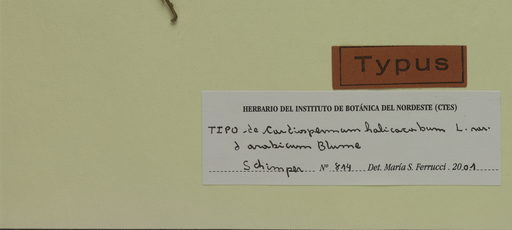 Typus
HERBARIO DEL INSTITUTO DE BOTÁNICA DEL NORDESTE (CTES)
TIPO de Cardiospermum halicacabum L. var.
d arabicum Blume
Schimper Nº 814 Det. María S. Ferrucci. 2001